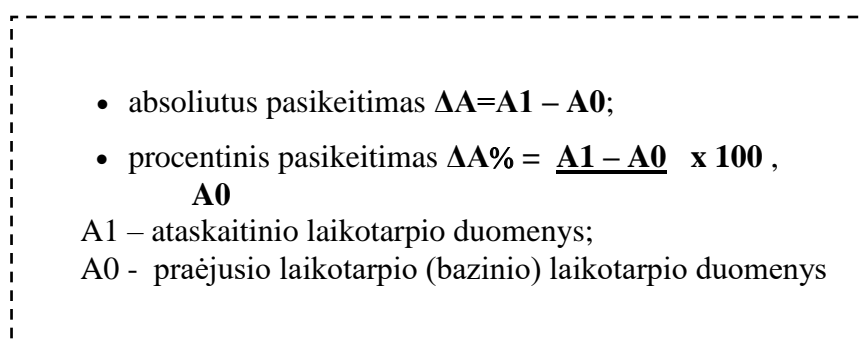 • absoliutus pasikeitimas ΔA=A1 – A0;
• procentinis pasikeitimas ΔA% = A1 – A0 x 100 ,
A0
A1 – ataskaitinio laikotarpio duomenys;
A0 - praėjusio laikotarpio (bazinio) laikotarpio duomenys